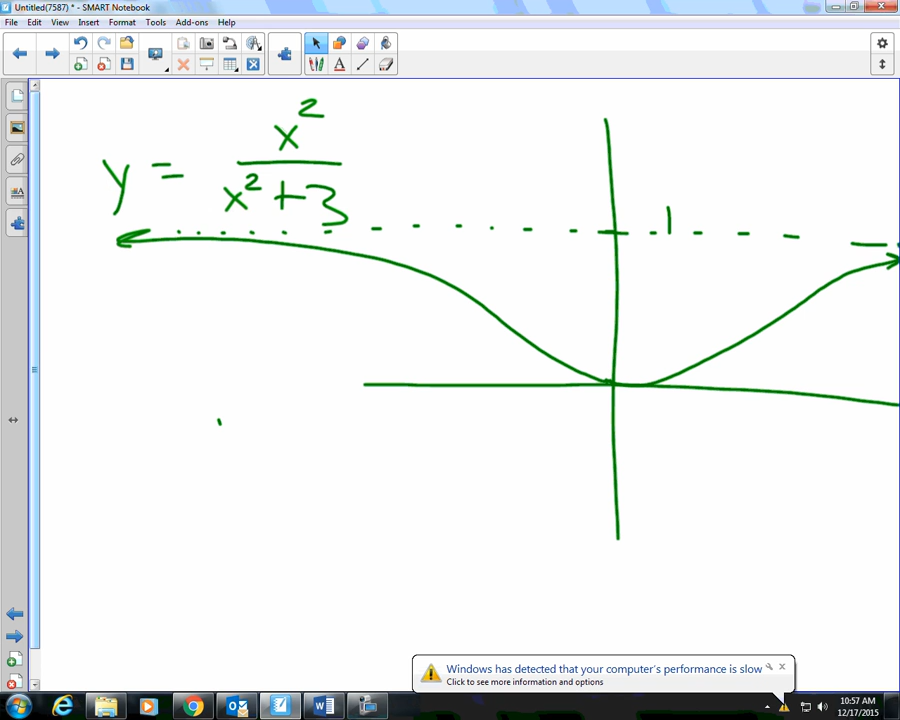 Untitled(7587) * - SMART Notebook
File Edit View Insert Format Tools Add-ons Help
y = x² / x² + 3
1
Windows has detected that your computer's performance is slow
Click to see more information and options
10:57 AM
12/17/2015